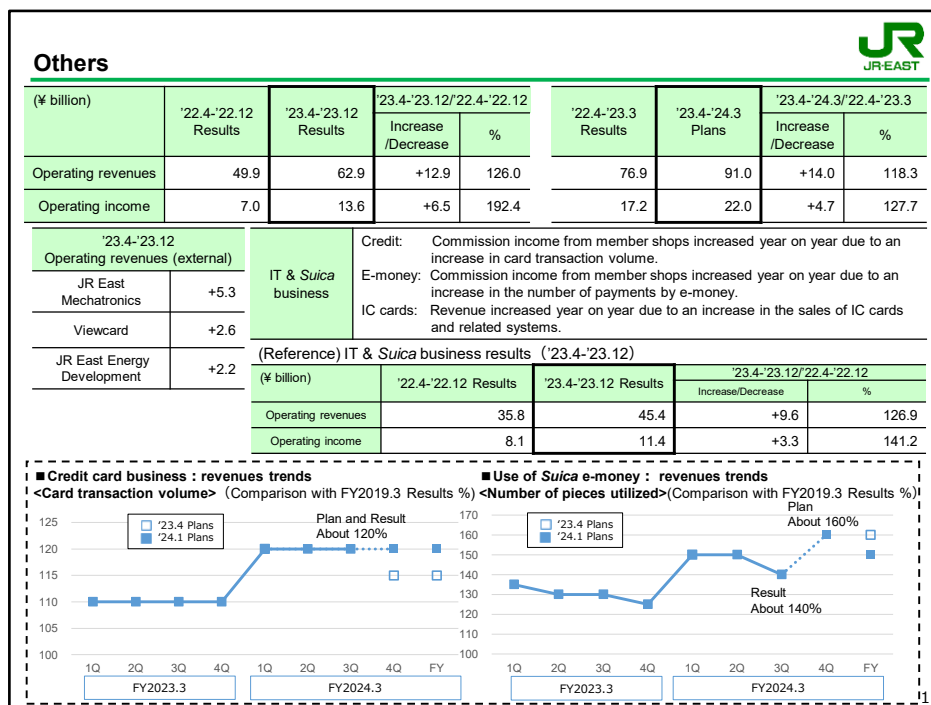 Others
JR
JR-EAST
(¥ billion)
'22.4-'22.12 Results
'23.4-'23.12 Results
'23.4-'23.12/'22.4-'22.12
Increase /Decrease
%
'22.4-'23.3 Results
'23.4-'24.3 Plans
'23.4-'24.3/'22.4-'23.3
Increase /Decrease
%
Operating revenues 49.9 62.9 +12.9 126.0 76.9 91.0 +14.0 118.3
Operating income 7.0 13.6 +6.5 192.4 17.2 22.0 +4.7 127.7
'23.4-'23.12
Operating revenues (external)
JR East Mechatronics +5.3
Viewcard +2.6
JR East Energy Development +2.2
IT & Suica business
Credit: Commission income from member shops increased year on year due to an
increase in card transaction volume.
E-money: Commission income from member shops increased year on year due to an
increase in the number of payments by e-money.
IC cards: Revenue increased year on year due to an increase in the sales of IC cards
and related systems.
(Reference) IT & Suica business results（'23.4-'23.12）
(¥ billion)
'22.4-'22.12 Results
'23.4-'23.12 Results
'23.4-'23.12/'22.4-'22.12
Increase/Decrease
%
Operating revenues 35.8 45.4 +9.6 126.9
Operating income 8.1 11.4 +3.3 141.2
■Credit card business：revenues trends
<Card transaction volume>（Comparison with FY2019.3 Results %）
'23.4 Plans
'24.1 Plans
Plan and Result
About 120%
125
120
115
110
105
100
1Q 2Q 3Q 4Q 1Q 2Q 3Q 4Q FY
FY2023.3 FY2024.3
■Use of Suica e-money： revenues trends
<Number of pieces utilized>(Comparison with FY2019.3 Results %）
'23.4 Plans
'24.1 Plans
Plan
About 160%
Result
About 140%
170
160
150
140
130
120
110
100
1Q 2Q 3Q 4Q 1Q 2Q 3Q 4Q FY
FY2023.3 FY2024.3
1